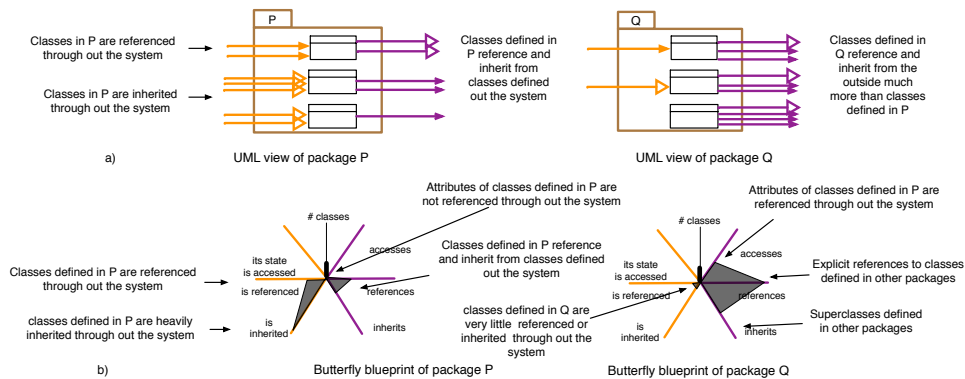 P
Q
Classes in P are referenced
through out the system
Classes in P are inherited
through out the system
Classes defined in
P reference and
inherit from
classes defined
out the system
Classes defined in
Q reference and
inherit from the
outside much
more than classes
defined in P
a)
UML view of package P
UML view of package Q
Attributes of classes defined in P are
not referenced through out the system
Attributes of classes defined in P are
referenced through out the system
# classes
accesses
its state
is accessed
is referenced
references
is
inherited
inherits
Classes defined in P are referenced
through out the system
classes defined in P are heavily
inherited through out the system
Classes defined in P reference
and inherit from classes defined
out the system
# classes
accesses
its state
is accessed
is referenced
references
is
inherited
inherits
classes defined in Q are
very little referenced or
inherited through out the
system
Explicit references to classes
defined in other packages
Superclasses defined
in other packages
b)
Butterfly blueprint of package P
Butterfly blueprint of package Q